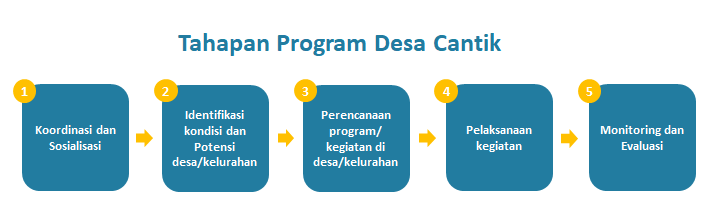 Tahapan Program Desa Cantik
1
Koordinasi dan
Sosialisasi
2
Identifikasi
kondisi dan
Potensi
desa/kelurahan
3
Perencanaan
program/
kegiatan di
desa/kelurahan
4
Pelaksanaan
kegiatan
5
Monitoring dan
Evaluasi